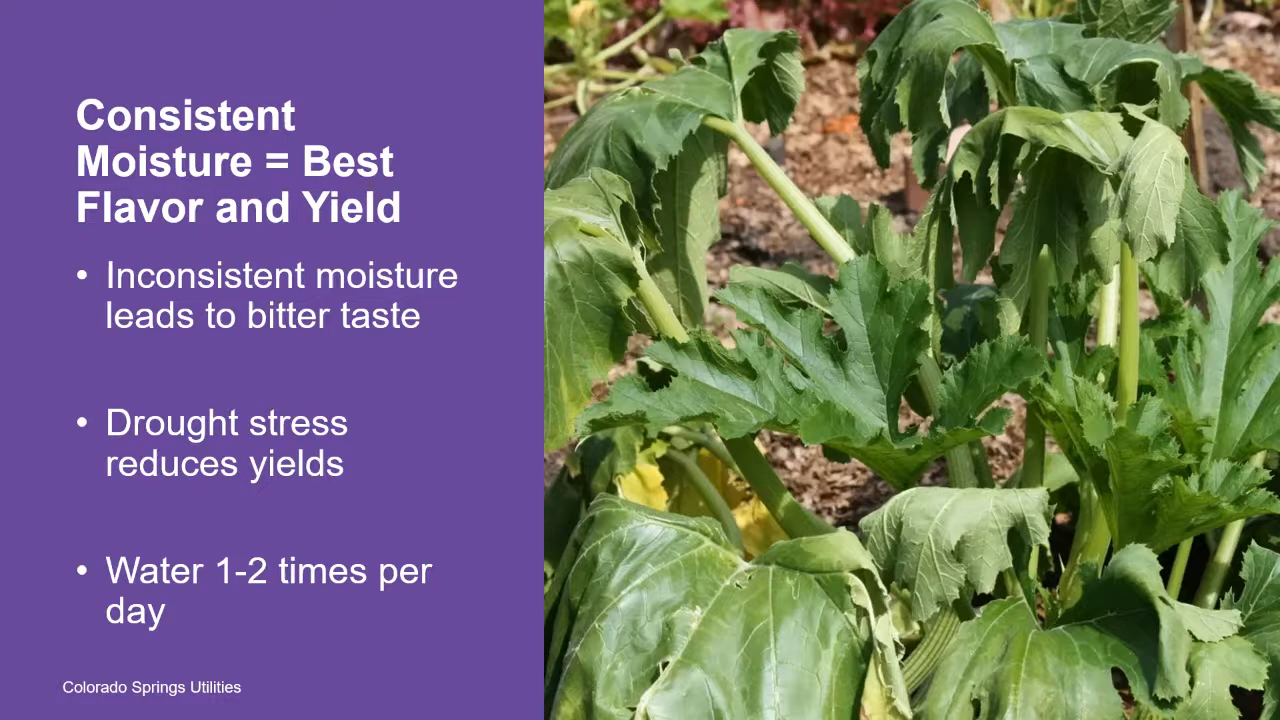 Consistent
Moisture = Best
Flavor and Yield
• Inconsistent moisture
leads to bitter taste
• Drought stress
reduces yields
• Water 1-2 times per
day
Colorado Springs Utilities